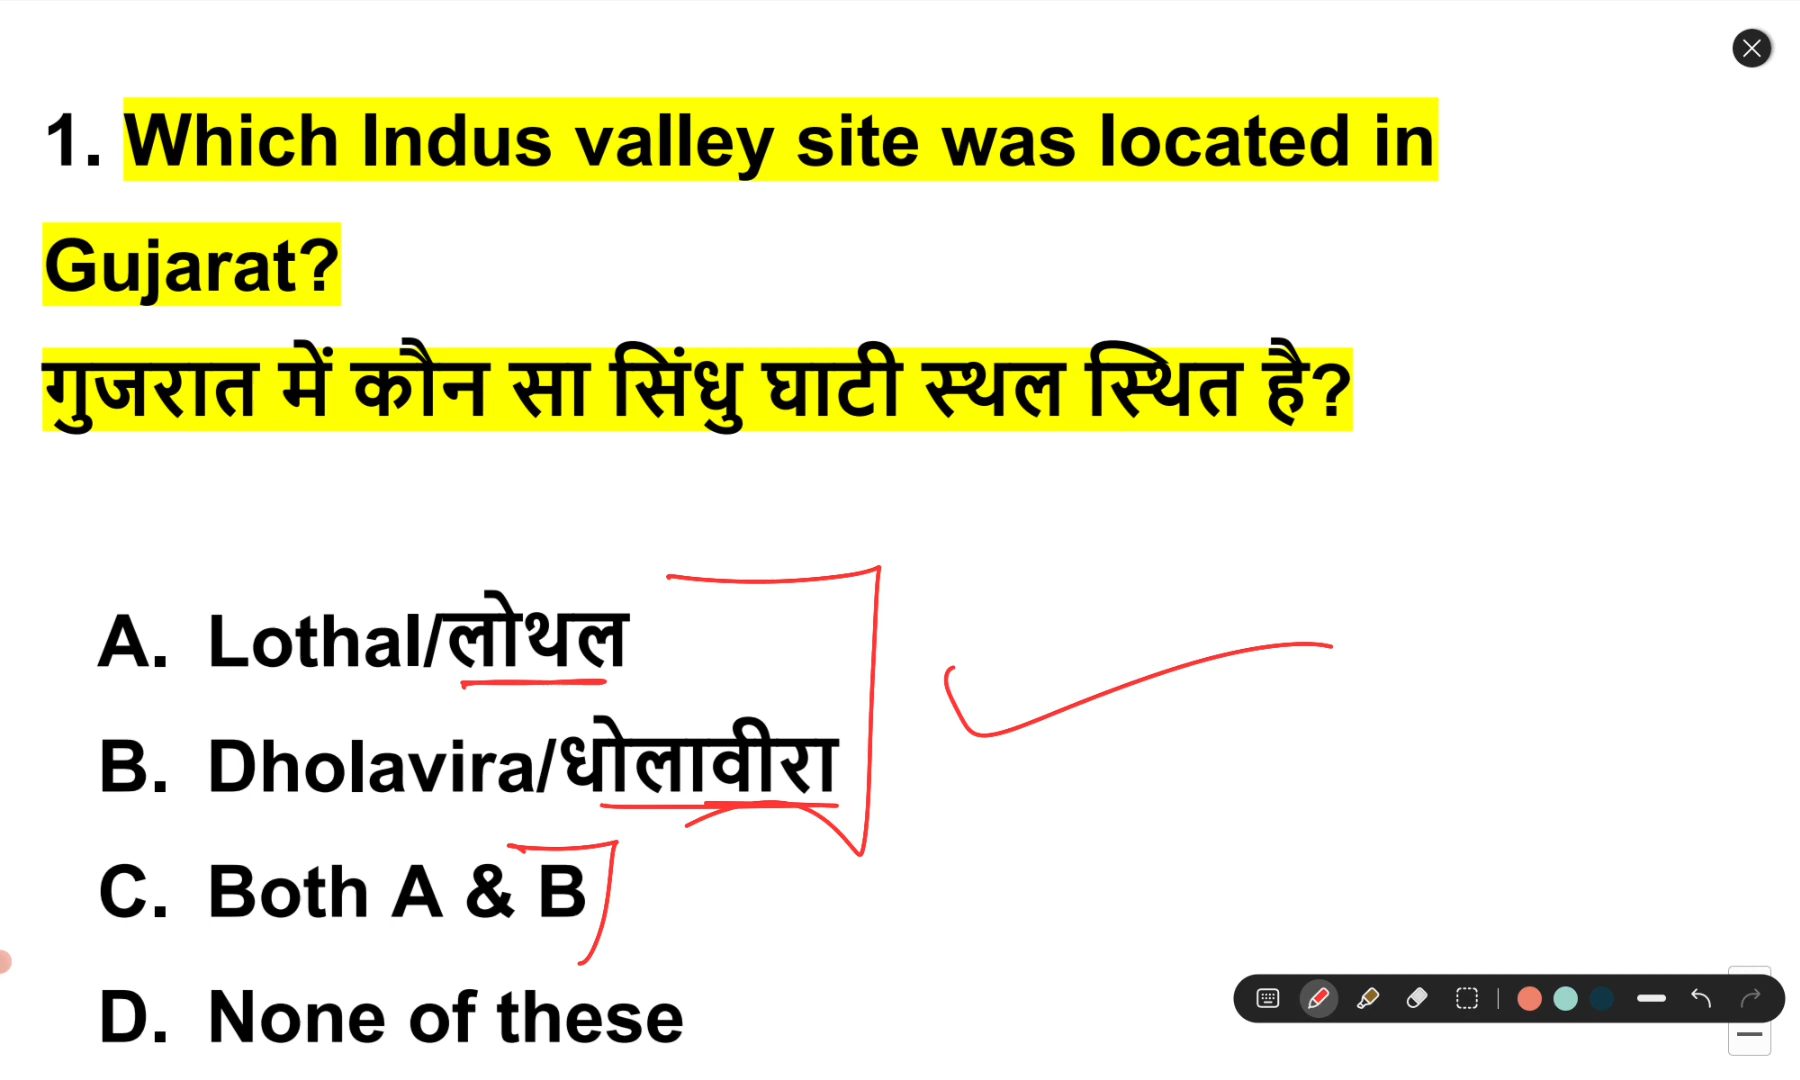 1. Which Indus valley site was located in
Gujarat?
गुजरात में कौन सा सिंधु घाटी स्थल स्थित है?
A. Lothal/लोथल
B. Dholavira/धोलावीरा
C. Both A & B
D. None of these